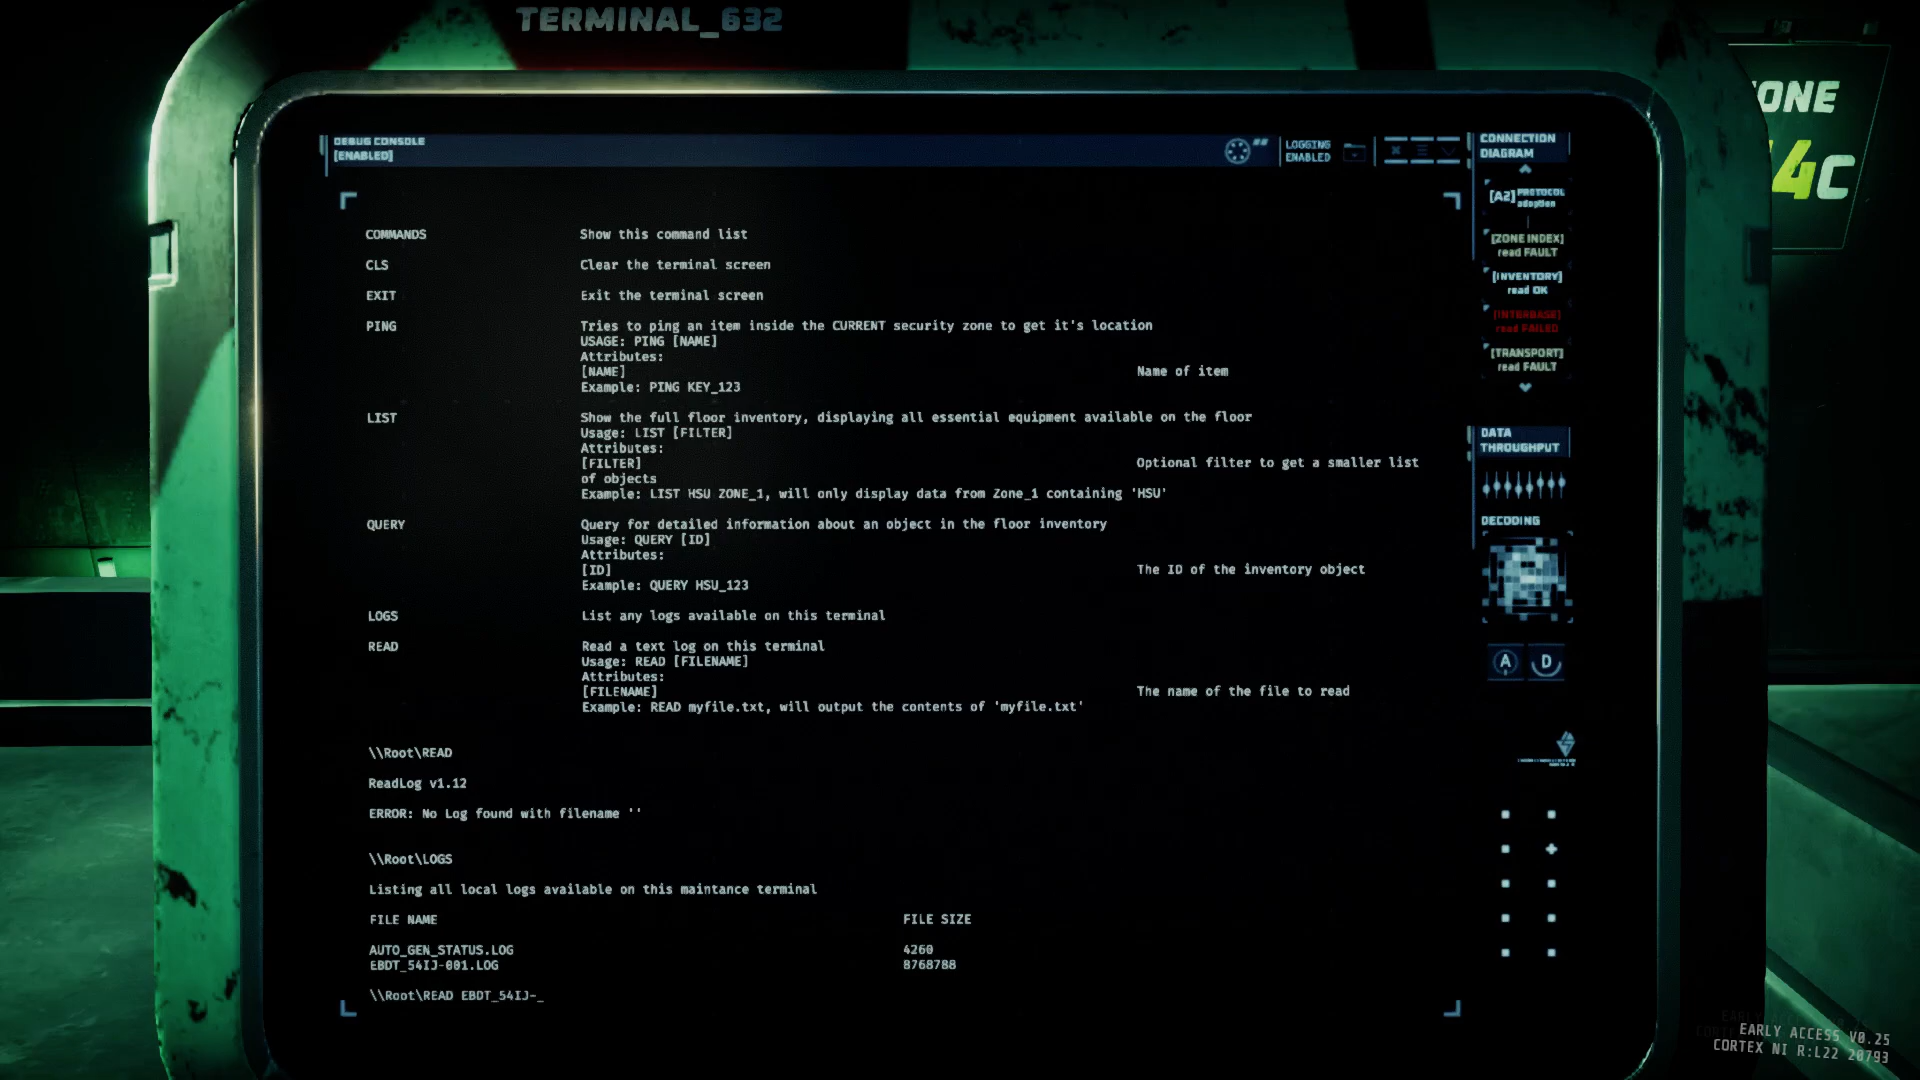 TERMINAL_632
ONE
4C
DEBUG CONSOLE
[ENABLED]
LOGGING
ENABLED
COMMANDS Show this command list
CLS Clear the terminal screen
EXIT Exit the terminal screen
PING Tries to ping an item inside the CURRENT security zone to get it's location
USAGE: PING [NAME]
Attributes:
[NAME] Name of item
Example: PING KEY_123
LIST Show the full floor inventory, displaying all essential equipment available on the floor
Usage: LIST [FILTER]
Attributes:
[FILTER] Optional filter to get a smaller list
of objects
Example: LIST HSU ZONE_1, will only display data from Zone_1 containing 'HSU'
QUERY Query for detailed information about an object in the floor inventory
Usage: QUERY [ID]
Attributes:
[ID] The ID of the inventory object
Example: QUERY HSU_123
LOGS List any logs available on this terminal
READ Read a text log on this terminal
Usage: READ [FILENAME]
Attributes:
[FILENAME] The name of the file to read
Example: READ myfile.txt, will output the contents of 'myfile.txt'
\\Root\READ
ReadLog v1.12
ERROR: No Log found with filename ''
\\Root\LOGS
Listing all local logs available on this maintance terminal
FILE NAME FILE SIZE
AUTO_GEN_STATUS.LOG 4260
EBDT_54IJ-001.LOG 8768788
\\Root\READ EBDT_54IJ-_
CONNECTION
DIAGRAM
[A2] PROTOCOL
adaption
[ZONE INDEX]
read FAULT
[INVENTORY]
read OK
[INTERBASE]
read FAILED
[TRANSPORT]
read FAULT
DATA
THROUGHPUT
DECODING
A D
EARLY ACCESS V0.25
CORTEX NI R:L22 20793